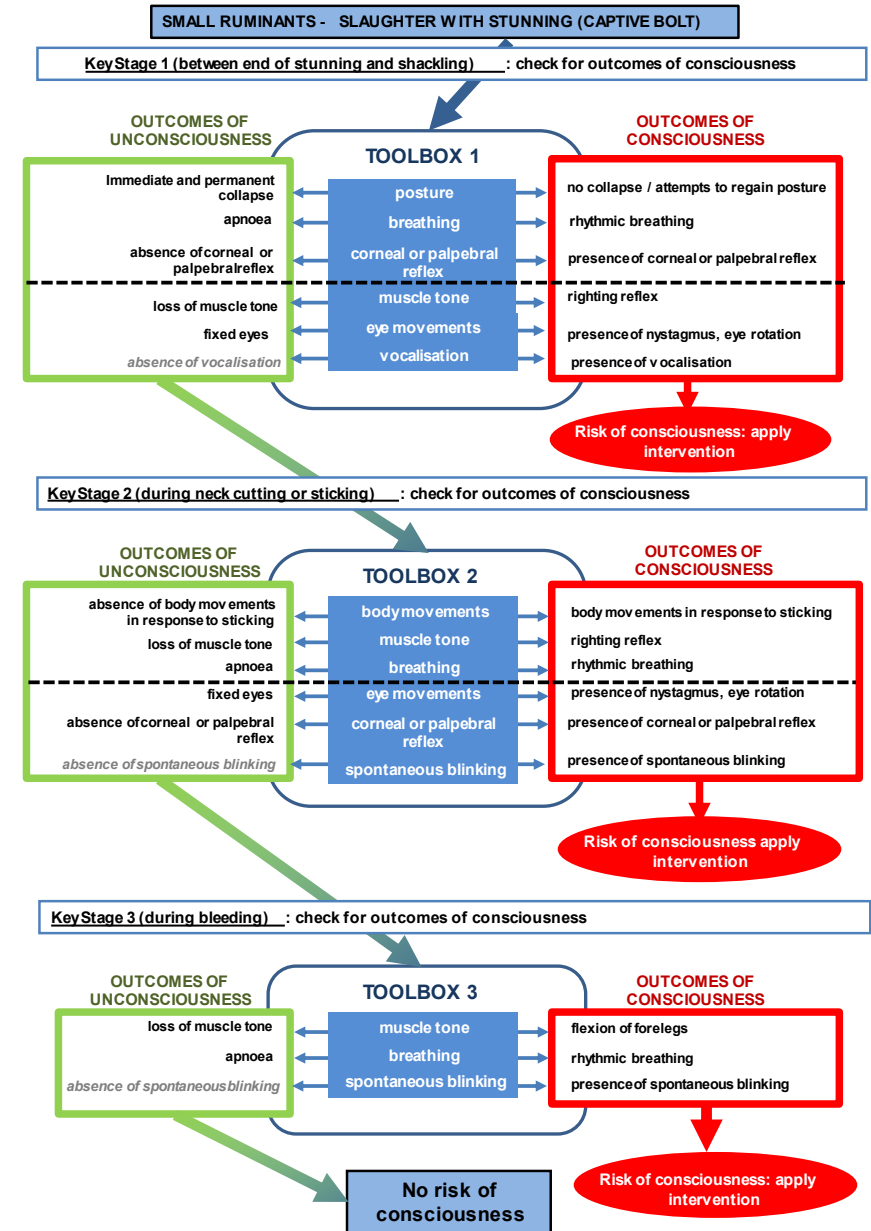 SMALL RUMINANTS - SLAUGHTER WITH STUNNING (CAPTIVE BOLT)
Key Stage 1 (between end of stunning and shackling) : check for outcomes of consciousness
OUTCOMES OF
UNCONSCIOUSNESS
TOOLBOX 1
OUTCOMES OF
CONSCIOUSNESS
Immediate and permanent
collapse
posture
no collapse / attempts to regain posture
apnoea
breathing
rhythmic breathing
absence of corneal or
palpebral reflex
corneal or palpebral
reflex
presence of corneal or palpebral reflex
loss of muscle tone
muscle tone
righting reflex
fixed eyes
eye movements
presence of nystagmus, eye rotation
absence of vocalisation
vocalisation
presence of vocalisation
Risk of consciousness: apply
intervention
Key Stage 2 (during neck cutting or sticking) : check for outcomes of consciousness
OUTCOMES OF
UNCONSCIOUSNESS
TOOLBOX 2
OUTCOMES OF
CONSCIOUSNESS
absence of body movements
in response to sticking
body movements
body movements in response to sticking
loss of muscle tone
muscle tone
righting reflex
apnoea
breathing
rhythmic breathing
fixed eyes
eye movements
presence of nystagmus, eye rotation
absence of corneal or palpebral
reflex
corneal or palpebral
reflex
presence of corneal or palpebral reflex
absence of spontaneous blinking
spontaneous blinking
presence of spontaneous blinking
Risk of consciousness apply
intervention
Key Stage 3 (during bleeding) : check for outcomes of consciousness
OUTCOMES OF
UNCONSCIOUSNESS
TOOLBOX 3
OUTCOMES OF
CONSCIOUSNESS
loss of muscle tone
muscle tone
flexion of forelegs
apnoea
breathing
rhythmic breathing
absence of spontaneous blinking
spontaneous blinking
presence of spontaneous blinking
No risk of
consciousness
Risk of consciousness: apply
intervention